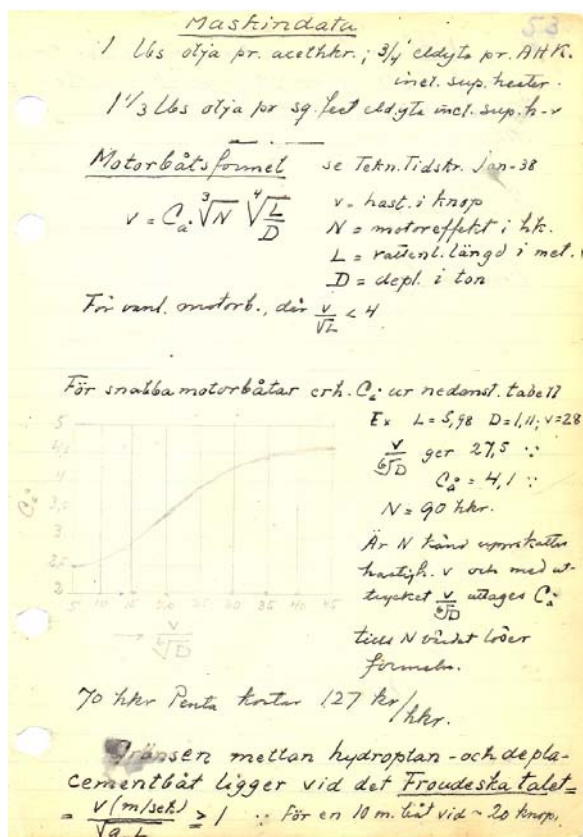 Maskindata
53
1 lbs olja pr. acethkr.; 3/4' eldyta pr. AHK.
incl. sup. heater.
1 1/3 lbs olja pr sq. feet eldyta incl. sup. h-r
Motorbåtsformel se Tekn. Tidskr. Jan-38
v = Cå · ³√N ⁴√(L/D)
v = hast. i knop
N = motoreffekt i hk.
L = vattenl. längd i met.
D = depl. i ton
För vanl. motorb., där v/√L < 4
För snabba motorbåtar erh. Cå ur nedanst. tabell
5
4,5
4
3,5
3
2,5
2
Cå
5 10 15 20 25 30 35 40 45
→ v/⁶√D
Ex L = 5,98 D = 1,11; v = 28
v/⁶√D ger 27,5 ∵
Cå = 4,1 ∵
N = 90 hkr.
Är N känd uppskattas
hastigh. v och med ut-
trycket v/⁶√D uttages Cå
tills N värdet löser
formeln.
70 hkr Penta kostar 127 kr/hkr.
Gränsen mellan hydroplan- och depla-
cementbåt ligger vid det Froudeska talet =
= v (m/sek)/√g·L ≥ 1 ∵ För en 10 m. båt vid ~ 20 knop.